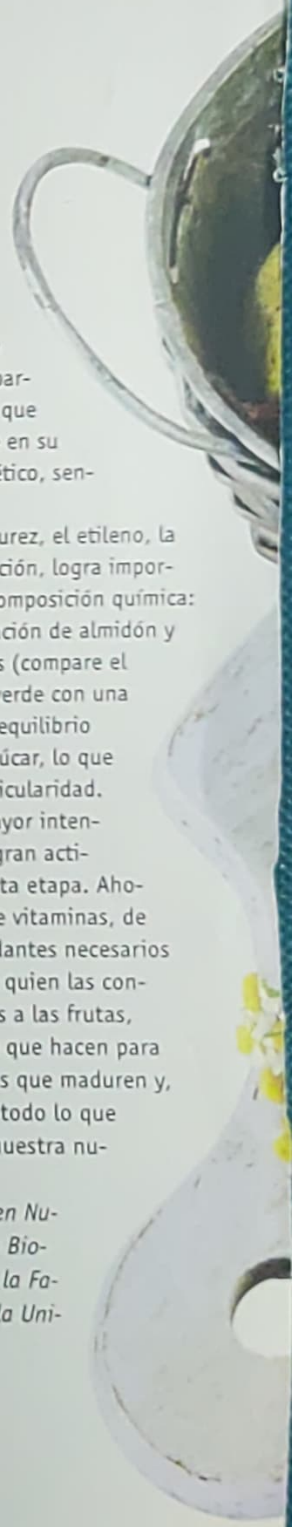 par-
que
en su
ético, sen-
urez, el etileno, la
ción, logra impor-
omposición química:
ción de almidón y
s (compare el
erde con una
equilibrio
úcar, lo que
icularidad.
yor inten-
gran acti-
ta etapa. Aho-
e vitaminas, de
dantes necesarios
quien las con-
s a las frutas,
que hacen para
s que maduren y,
todo lo que
uestra nu-
en Nu-
Bio-
la Fa-
la Uni-